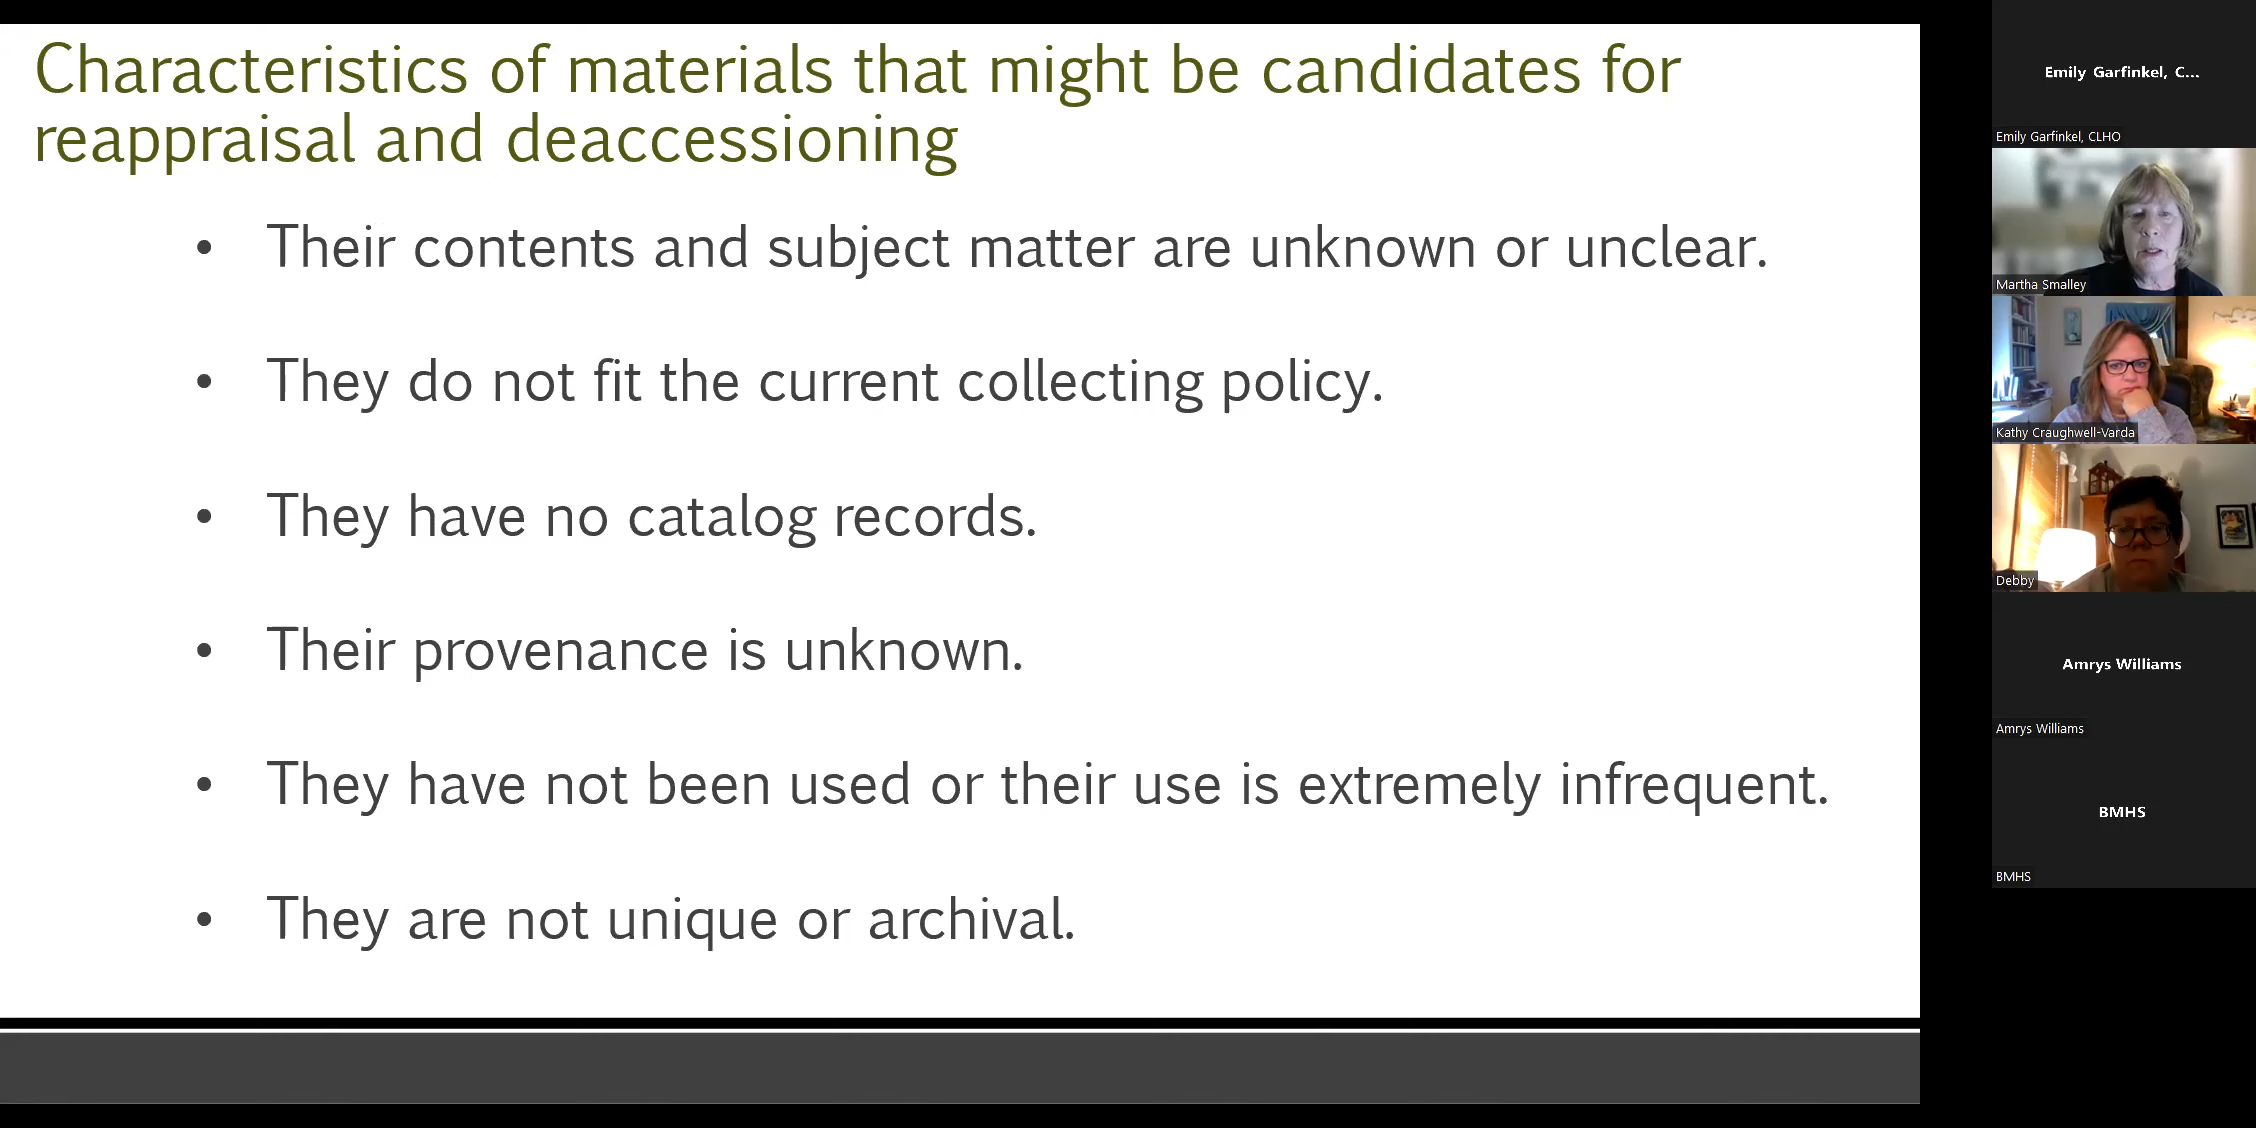 Characteristics of materials that might be candidates for
reappraisal and deaccessioning
• Their contents and subject matter are unknown or unclear.
• They do not fit the current collecting policy.
• They have no catalog records.
• Their provenance is unknown.
• They have not been used or their use is extremely infrequent.
• They are not unique or archival.
Emily Garfinkel, C...
Emily Garfinkel, CLHO
Martha Smalley
Kathy Craughwell-Varda
Debby
Amrys Williams
Amrys Williams
BMHS
BMHS